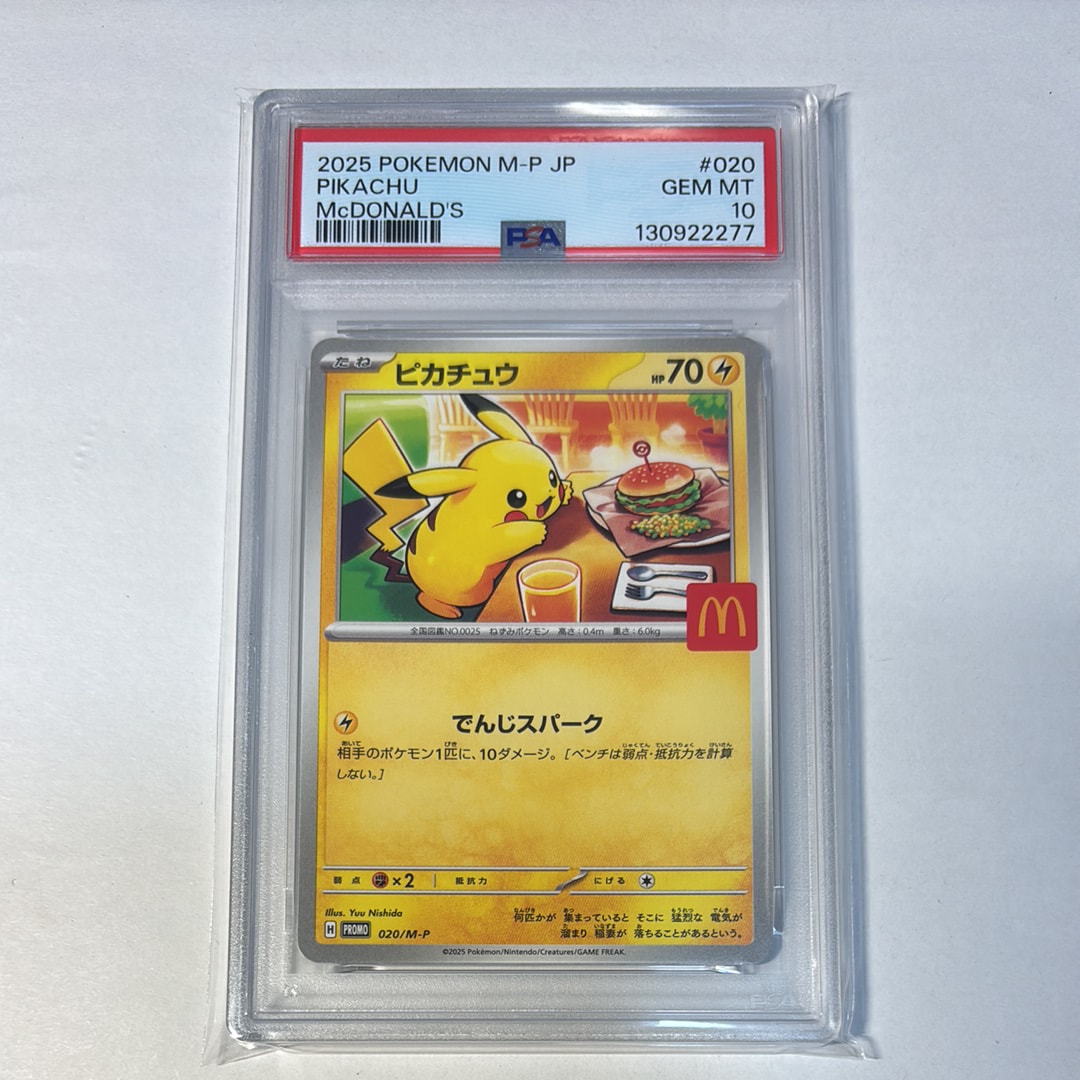 2025 POKEMON M-P JP #020
PIKACHU GEM MT
McDONALD'S 10
PSA 130922277
たね ピカチュウ HP70
全国図鑑NO.0025 ねずみポケモン 高さ:0.4m 重さ:6.0kg
でんじスパーク
相手のポケモン1匹に、10ダメージ。[ベンチは弱点・抵抗力を計算
しない。]
弱点 ×2 抵抗力 にげる
Illus. Yuu Nishida
何匹かが 集まっていると そこに 猛烈な 電気が
溜まり 稲妻が 落ちることがあるという。
H PROMO 020/M-P
©2025 Pokémon/Nintendo/Creatures/GAME FREAK.
PSA